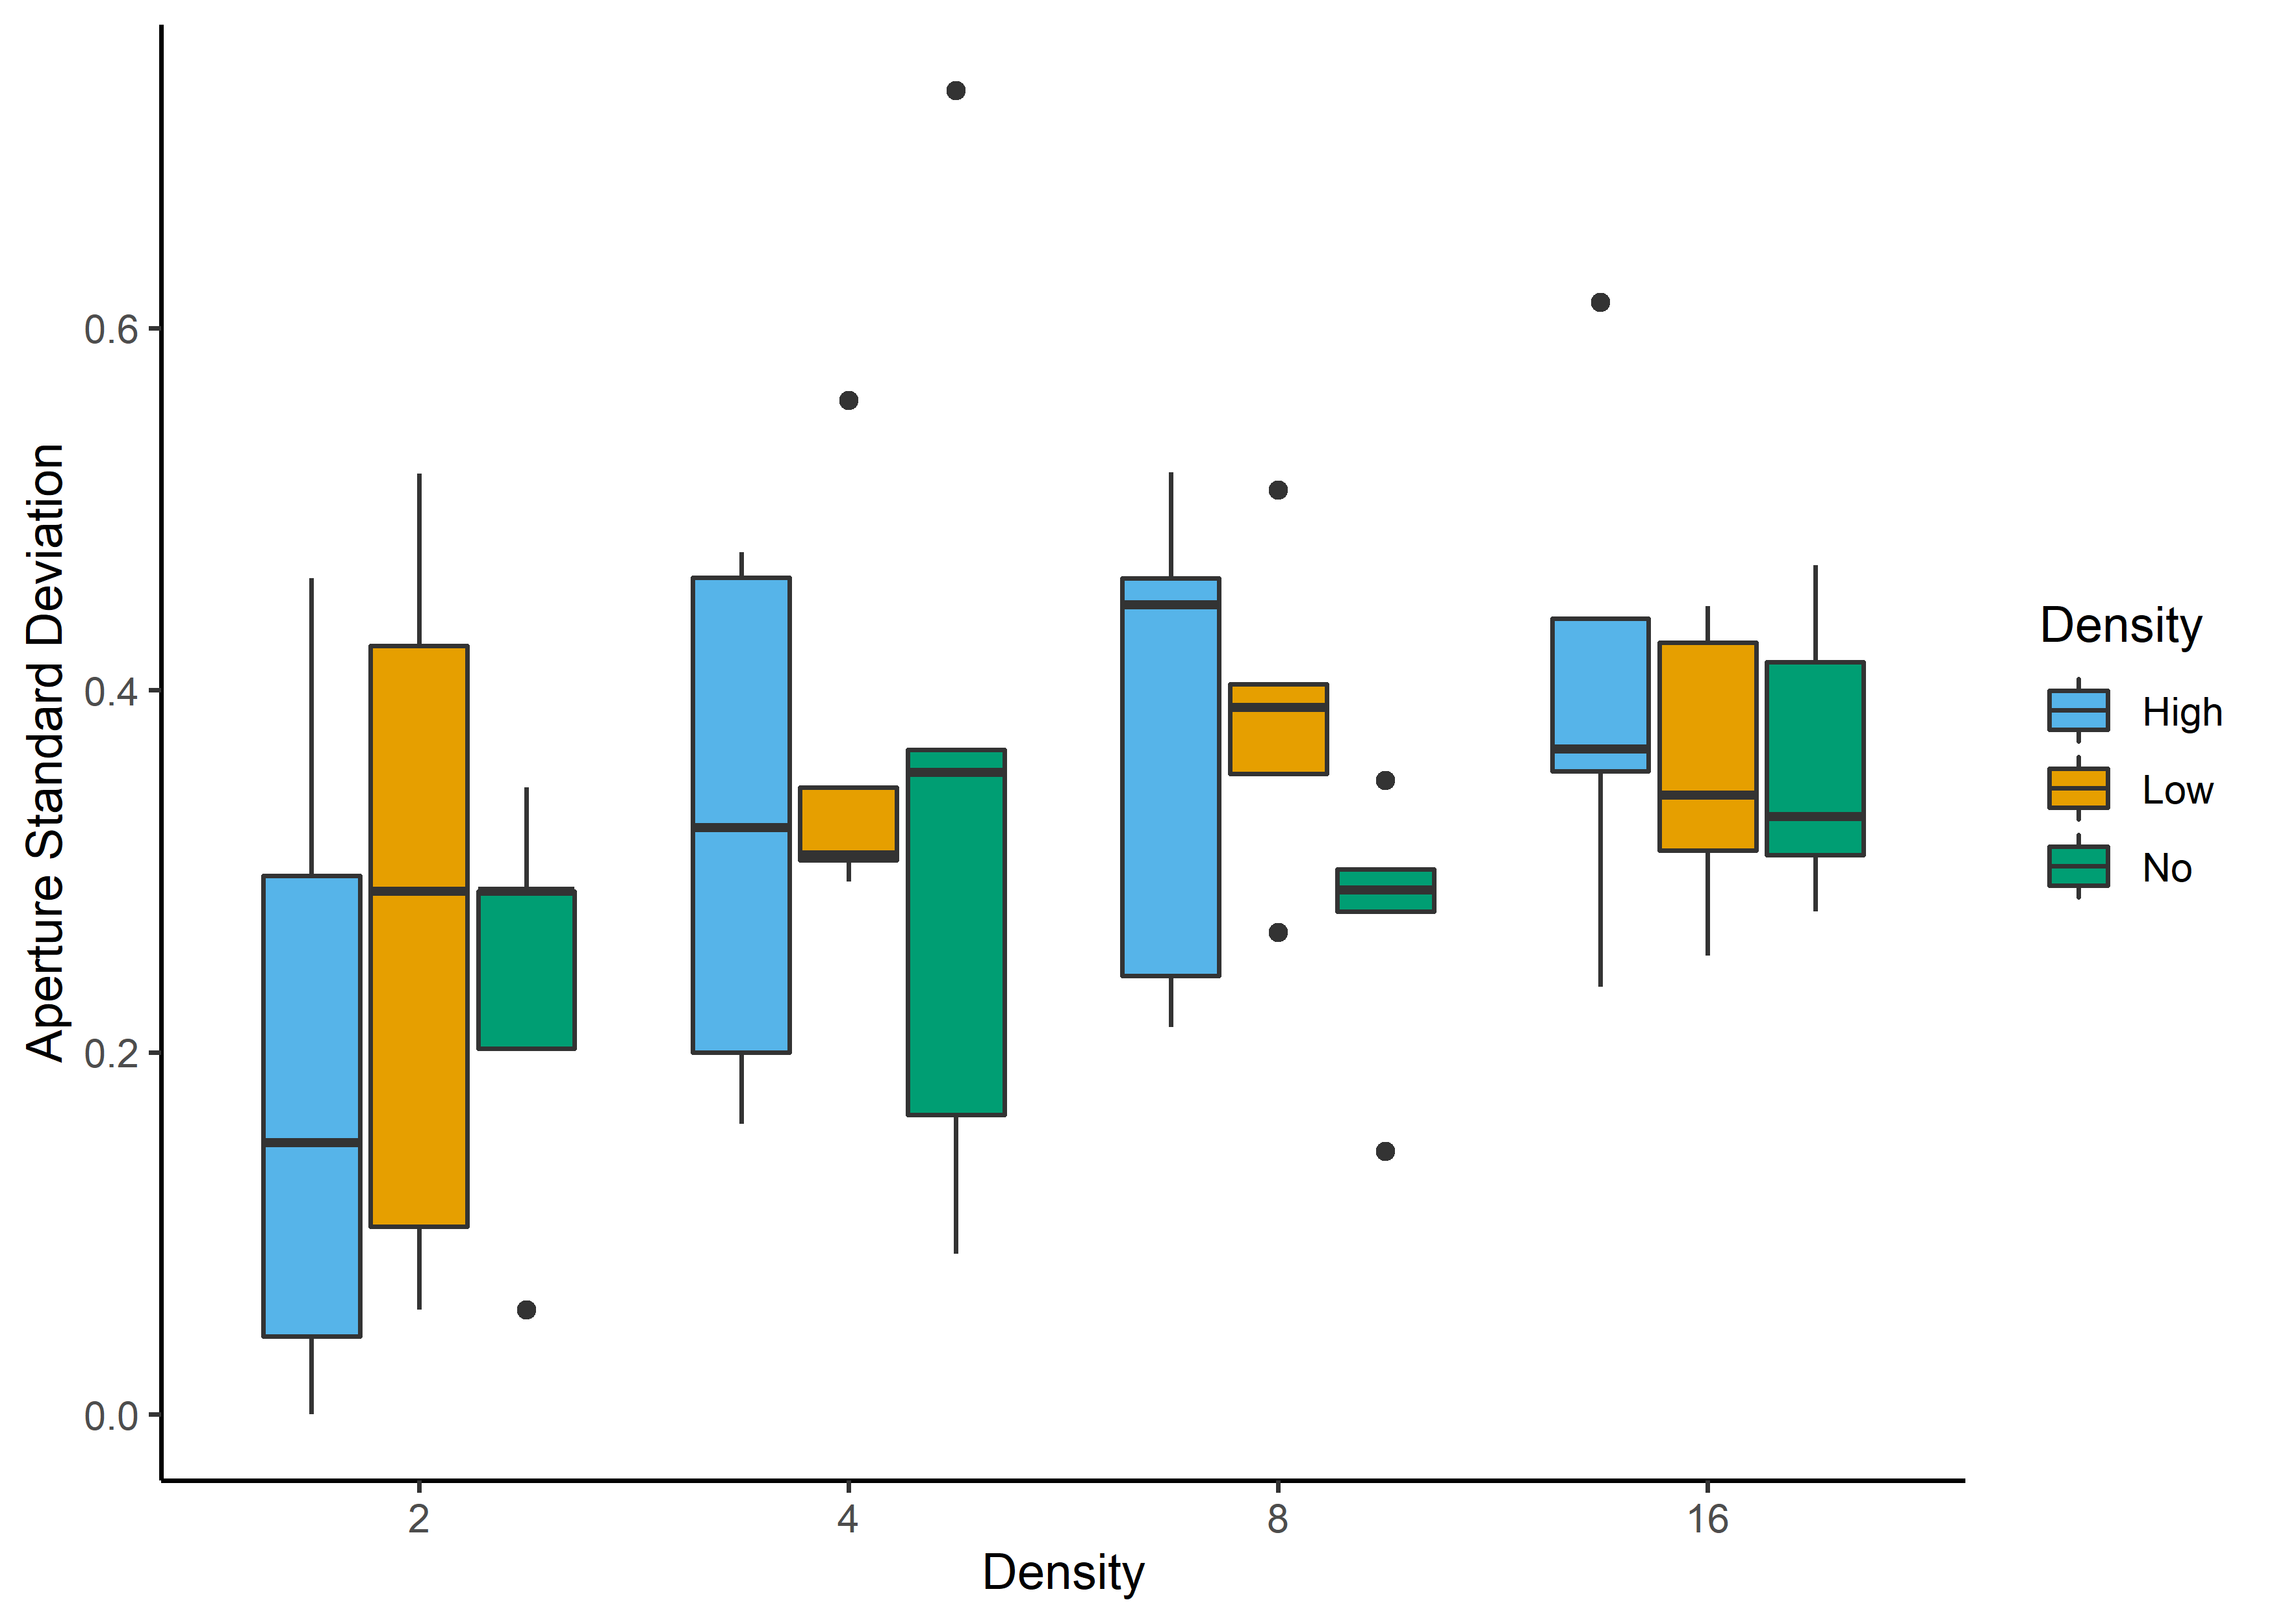 Aperture Standard Deviation
0.6
0.4
0.2
0.0
2 4 8 16
Density
Density
High
Low
No